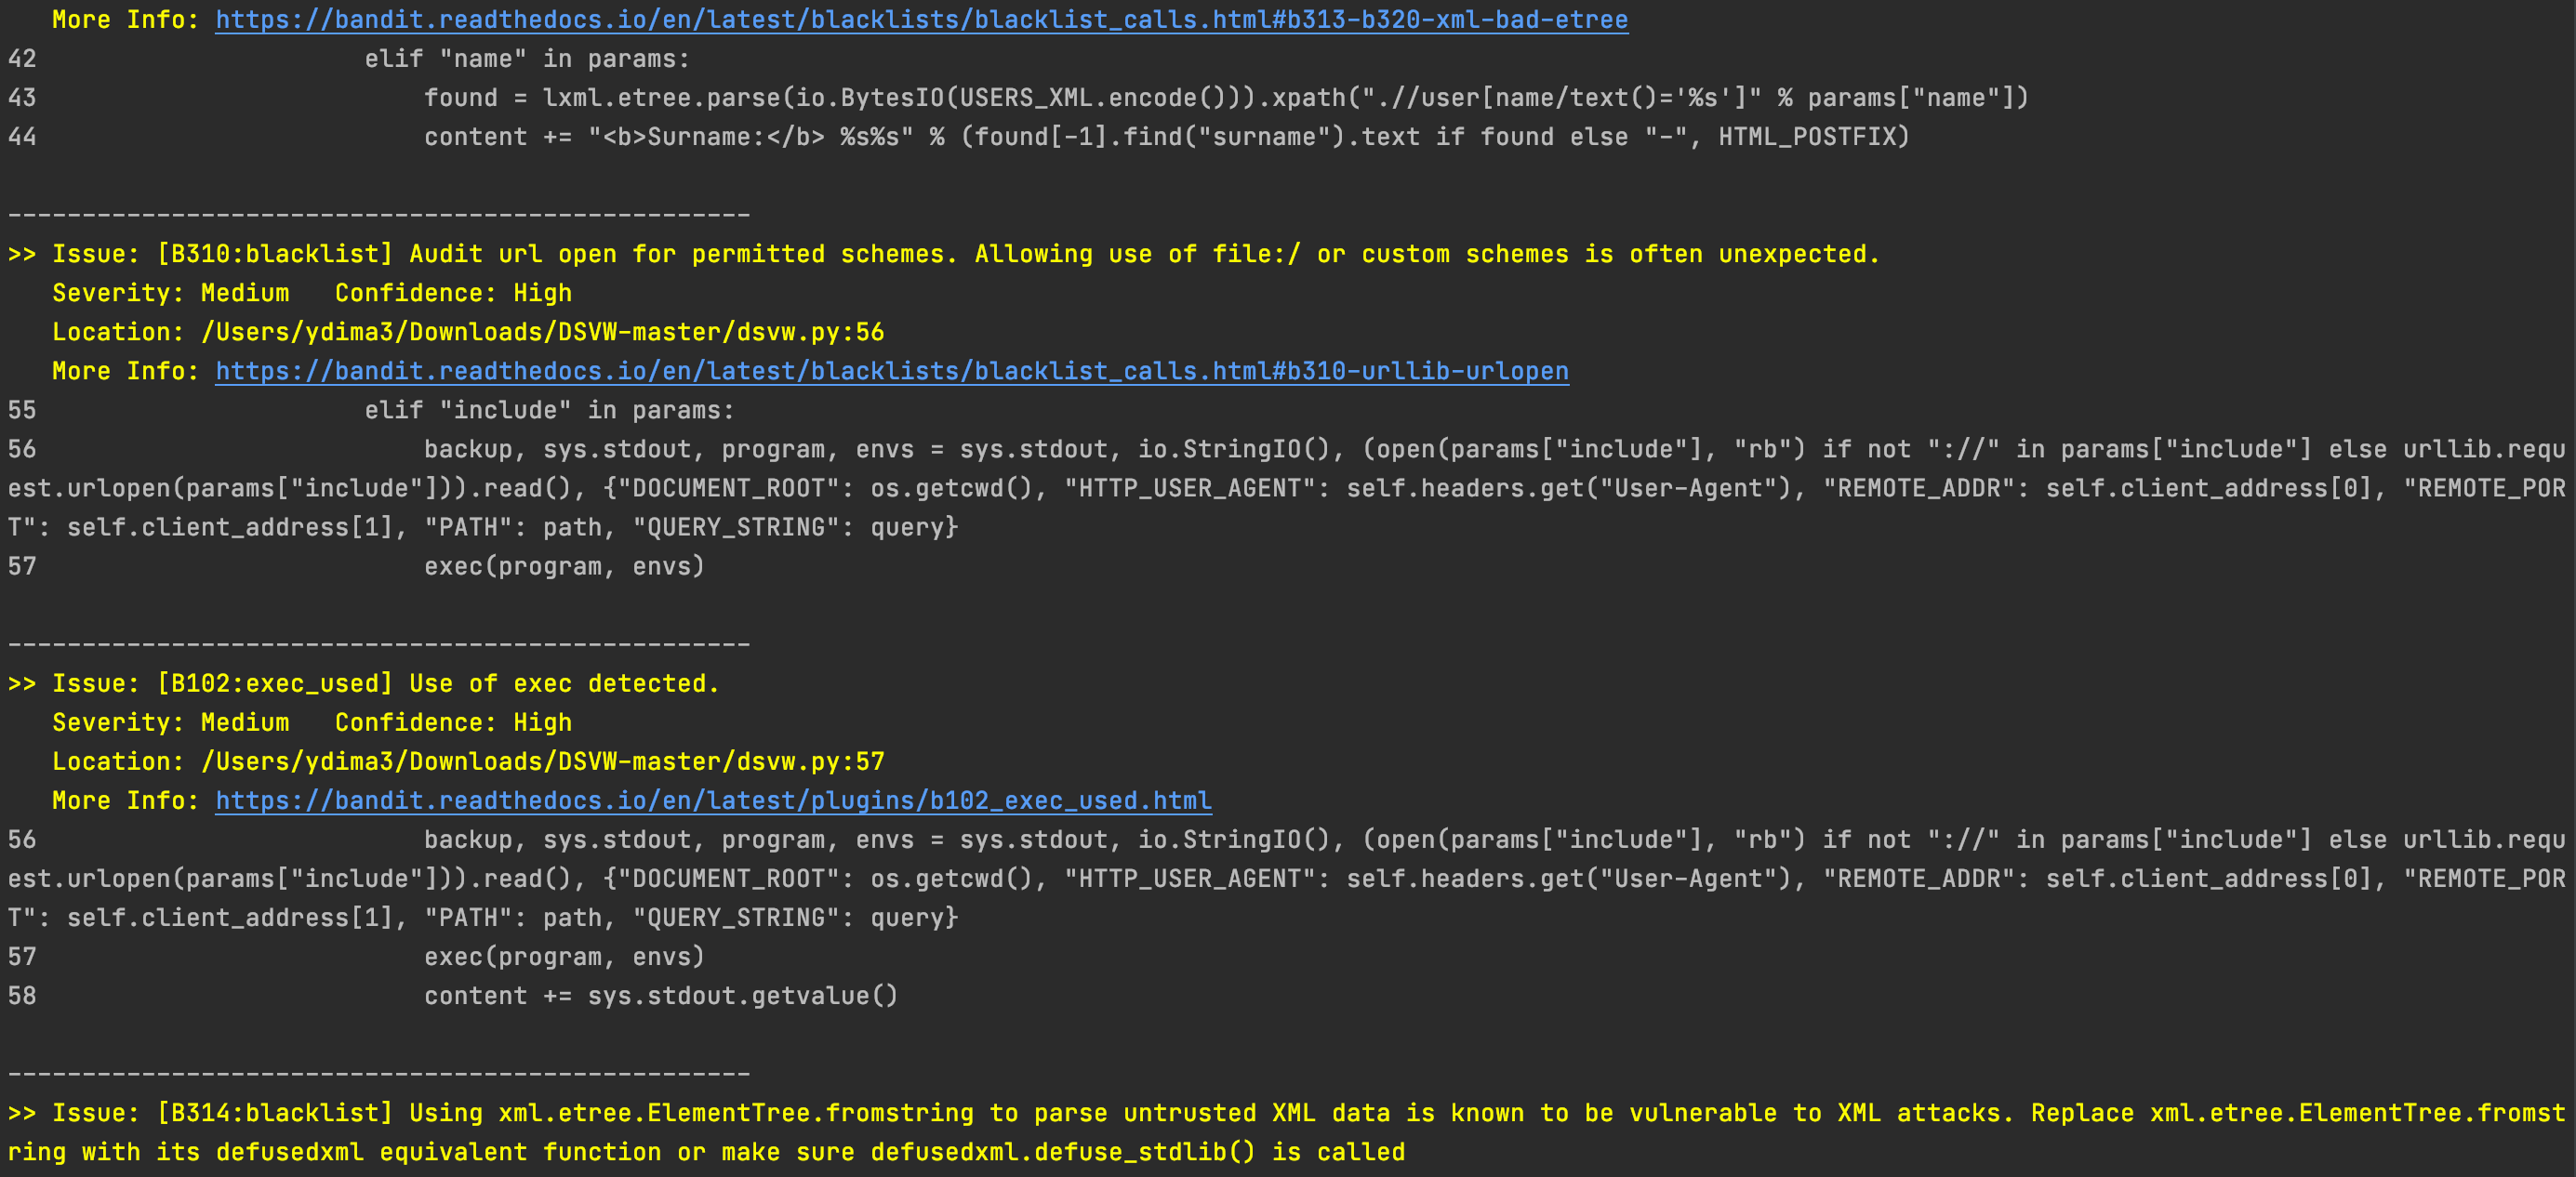 More Info: https://bandit.readthedocs.io/en/latest/blacklists/blacklist_calls.html#b313-b320-xml-bad-etree
42                      elif "name" in params:
43                          found = lxml.etree.parse(io.BytesIO(USERS_XML.encode())).xpath(".//user[name/text()='%s']" % params["name"])
44                          content += "<b>Surname:</b> %s%s" % (found[-1].find("surname").text if found else "-", HTML_POSTFIX)
--------------------------------------------------
>> Issue: [B310:blacklist] Audit url open for permitted schemes. Allowing use of file:/ or custom schemes is often unexpected.
   Severity: Medium   Confidence: High
   Location: /Users/ydima3/Downloads/DSVW-master/dsvw.py:56
   More Info: https://bandit.readthedocs.io/en/latest/blacklists/blacklist_calls.html#b310-urllib-urlopen
55                      elif "include" in params:
56                          backup, sys.stdout, program, envs = sys.stdout, io.StringIO(), (open(params["include"], "rb") if not "://" in params["include"] else urllib.requ
est.urlopen(params["include"])).read(), {"DOCUMENT_ROOT": os.getcwd(), "HTTP_USER_AGENT": self.headers.get("User-Agent"), "REMOTE_ADDR": self.client_address[0], "REMOTE_POR
T": self.client_address[1], "PATH": path, "QUERY_STRING": query}
57                          exec(program, envs)
--------------------------------------------------
>> Issue: [B102:exec_used] Use of exec detected.
   Severity: Medium   Confidence: High
   Location: /Users/ydima3/Downloads/DSVW-master/dsvw.py:57
   More Info: https://bandit.readthedocs.io/en/latest/plugins/b102_exec_used.html
56                          backup, sys.stdout, program, envs = sys.stdout, io.StringIO(), (open(params["include"], "rb") if not "://" in params["include"] else urllib.requ
est.urlopen(params["include"])).read(), {"DOCUMENT_ROOT": os.getcwd(), "HTTP_USER_AGENT": self.headers.get("User-Agent"), "REMOTE_ADDR": self.client_address[0], "REMOTE_POR
T": self.client_address[1], "PATH": path, "QUERY_STRING": query}
57                          exec(program, envs)
58                          content += sys.stdout.getvalue()
--------------------------------------------------
>> Issue: [B314:blacklist] Using xml.etree.ElementTree.fromstring to parse untrusted XML data is known to be vulnerable to XML attacks. Replace xml.etree.ElementTree.fromst
ring with its defusedxml equivalent function or make sure defusedxml.defuse_stdlib() is called